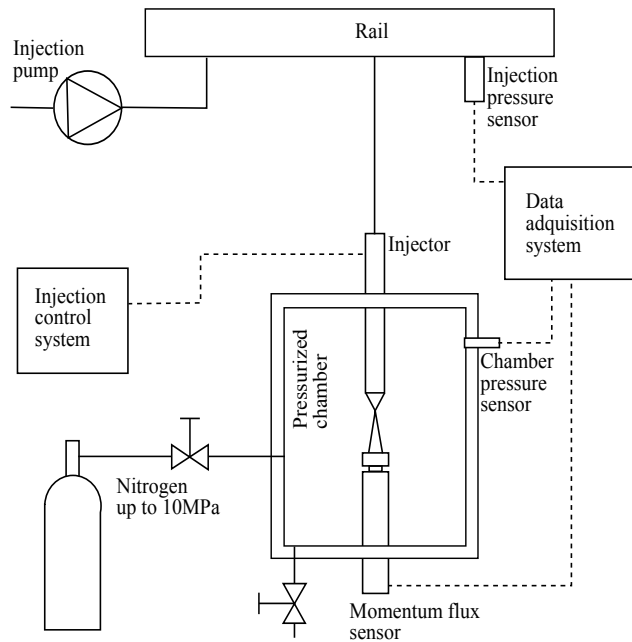 Rail
Injection
pump
Injection
pressure
sensor
Data
adquisition
system
Injector
Injection
control
system
Pressurized
chamber
Chamber
pressure
sensor
Nitrogen
up to 10MPa
Momentum flux
sensor